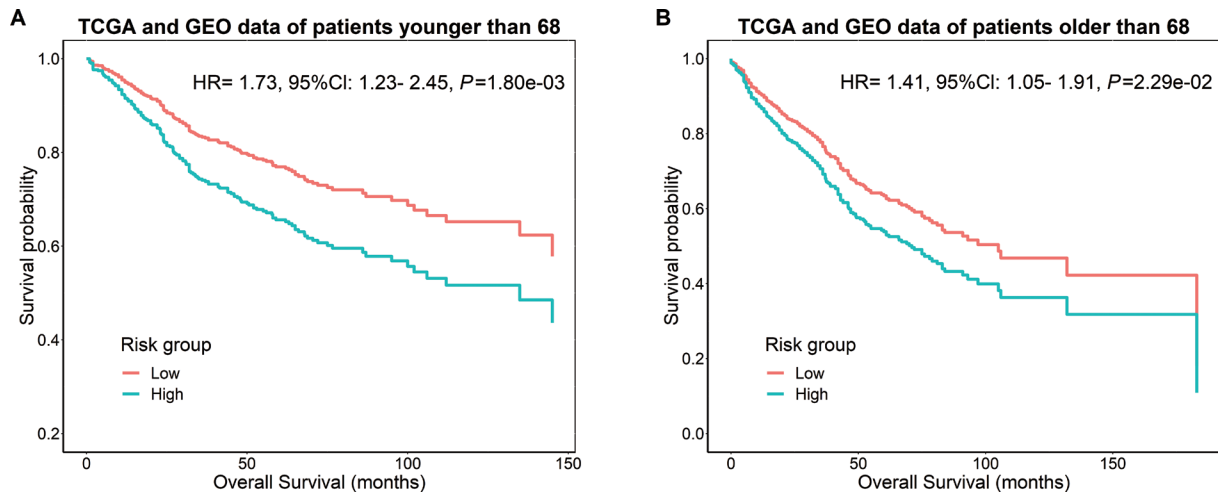 A
TCGA and GEO data of patients younger than 68
HR= 1.73, 95%CI: 1.23- 2.45, P=1.80e-03
Survival probability
1.0
0.8
0.6
0.4
0.2
Risk group
Low
High
0
50
100
150
Overall Survival (months)
B
TCGA and GEO data of patients older than 68
HR= 1.41, 95%CI: 1.05- 1.91, P=2.29e-02
Survival probability
1.0
0.8
0.6
0.4
0.2
0.0
Risk group
Low
High
0
50
100
150
Overall Survival (months)